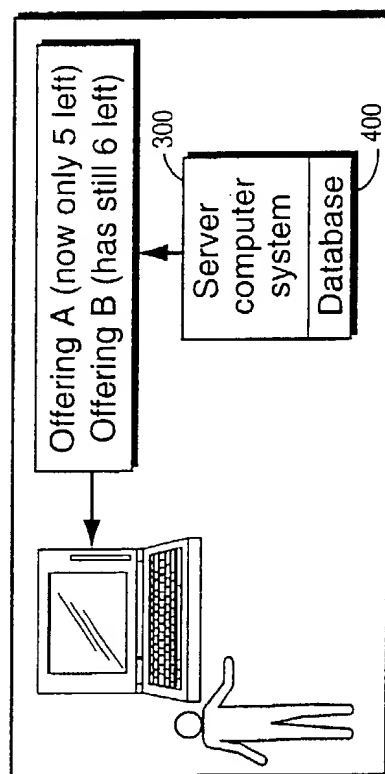 Offering A (now only 5 left)
Offering B (has still 6 left)
300
Server
computer
system
Database
400